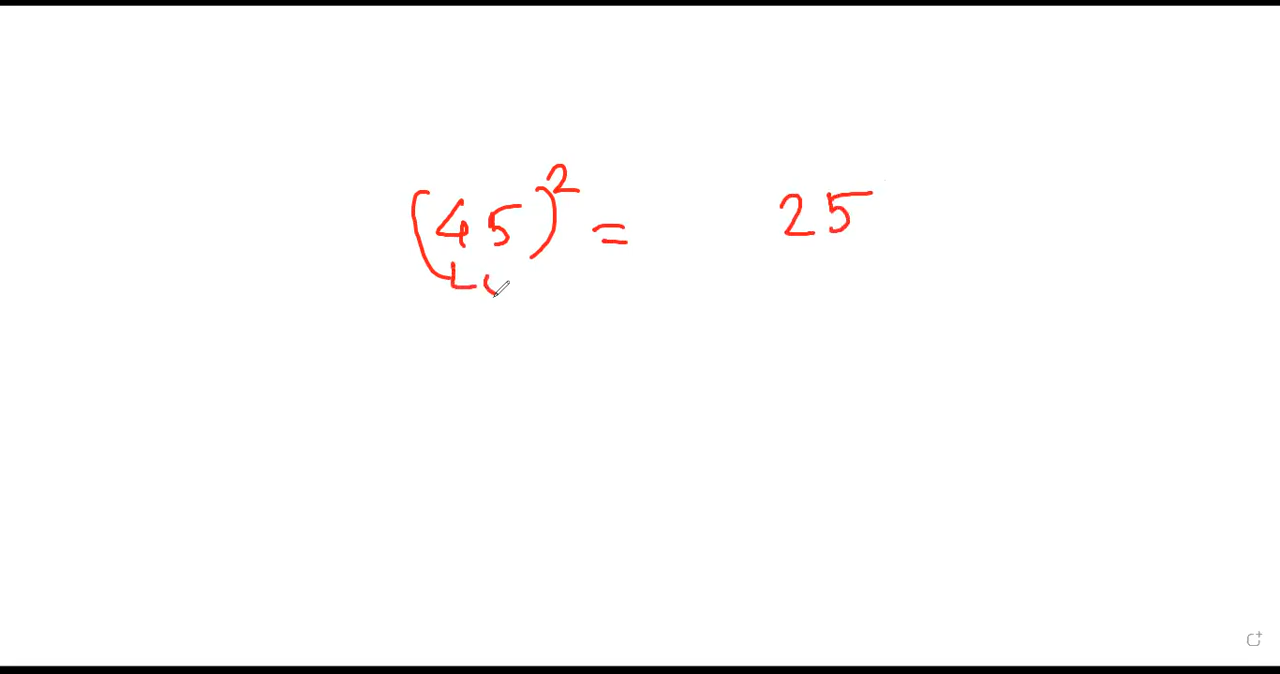 (45)² = 25